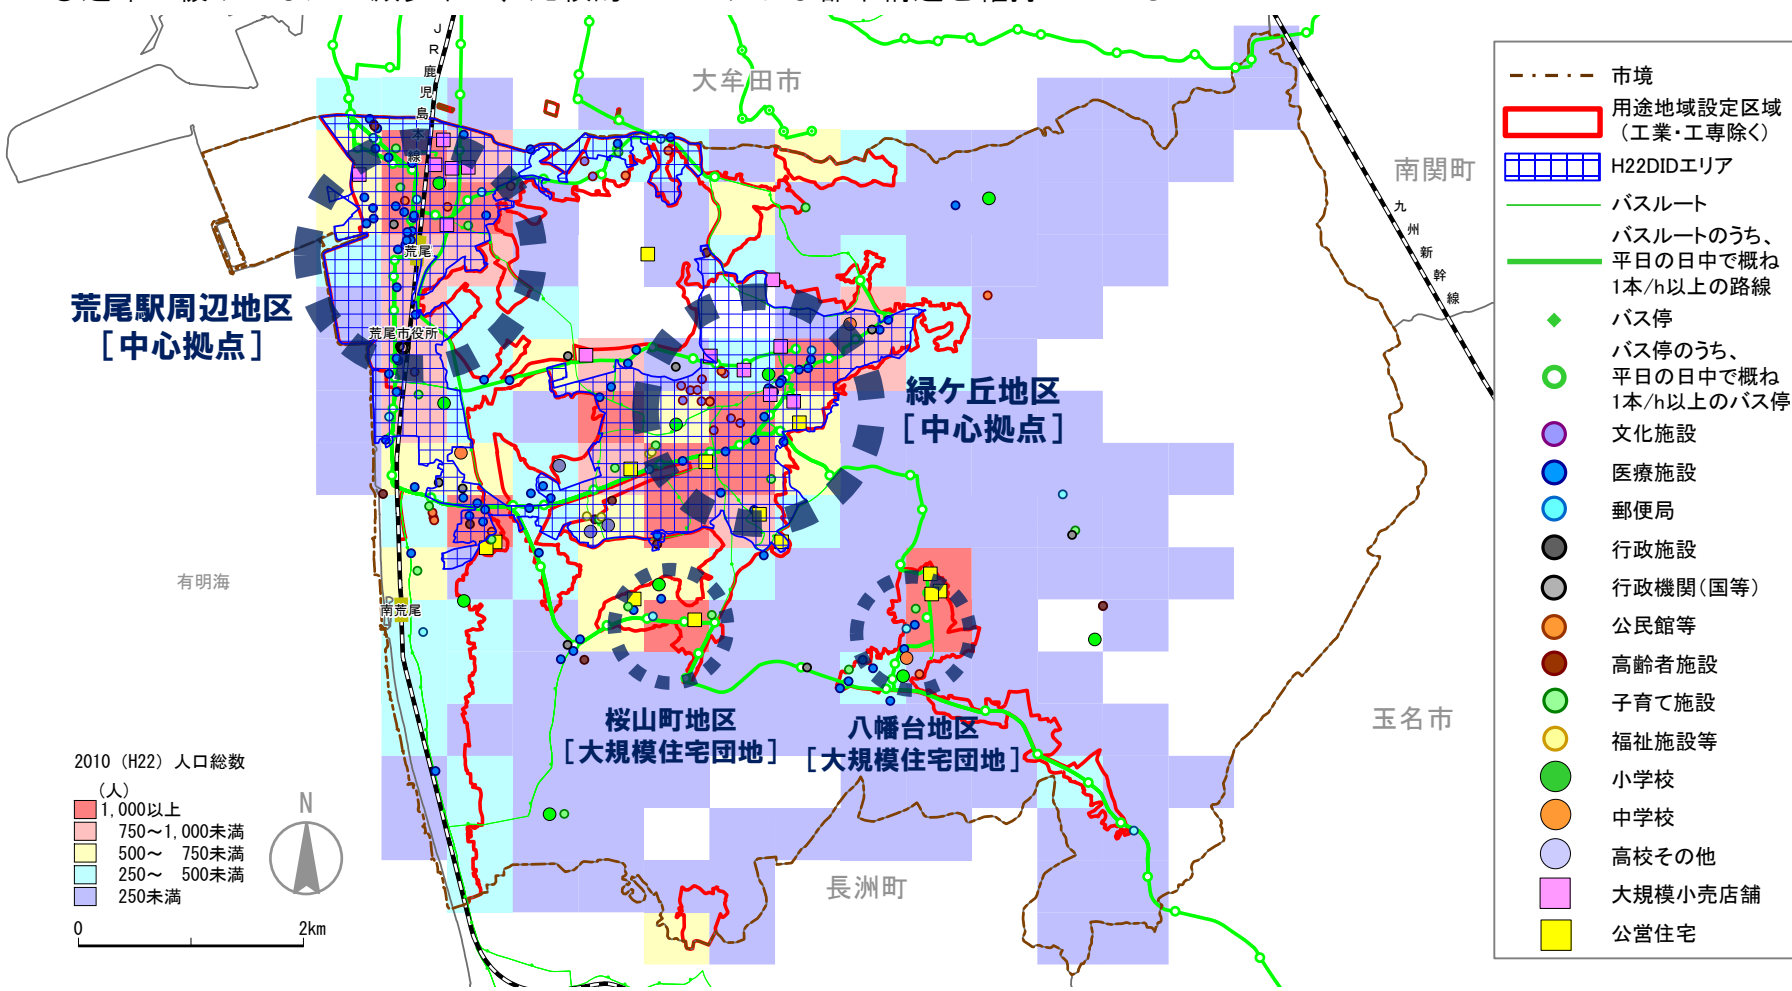 大牟田市
JR鹿児島本線
南関町
九州新幹線
荒尾
荒尾駅周辺地区
［中心拠点］
荒尾市役所
緑ケ丘地区
［中心拠点］
有明海
南荒尾
桜山町地区
［大規模住宅団地］
八幡台地区
［大規模住宅団地］
玉名市
長洲町
2010（H22）人口総数
（人）
1,000以上
750～1,000未満
500～ 750未満
250～ 500未満
250未満
N
0 2km
市境
用途地域設定区域
（工業・工専除く）
H22DIDエリア
バスルート
バスルートのうち、
平日の日中で概ね
1本/h以上の路線
バス停
バス停のうち、
平日の日中で概ね
1本/h以上のバス停
文化施設
医療施設
郵便局
行政施設
行政機関（国等）
公民館等
高齢者施設
子育て施設
福祉施設等
小学校
中学校
高校その他
大規模小売店舗
公営住宅